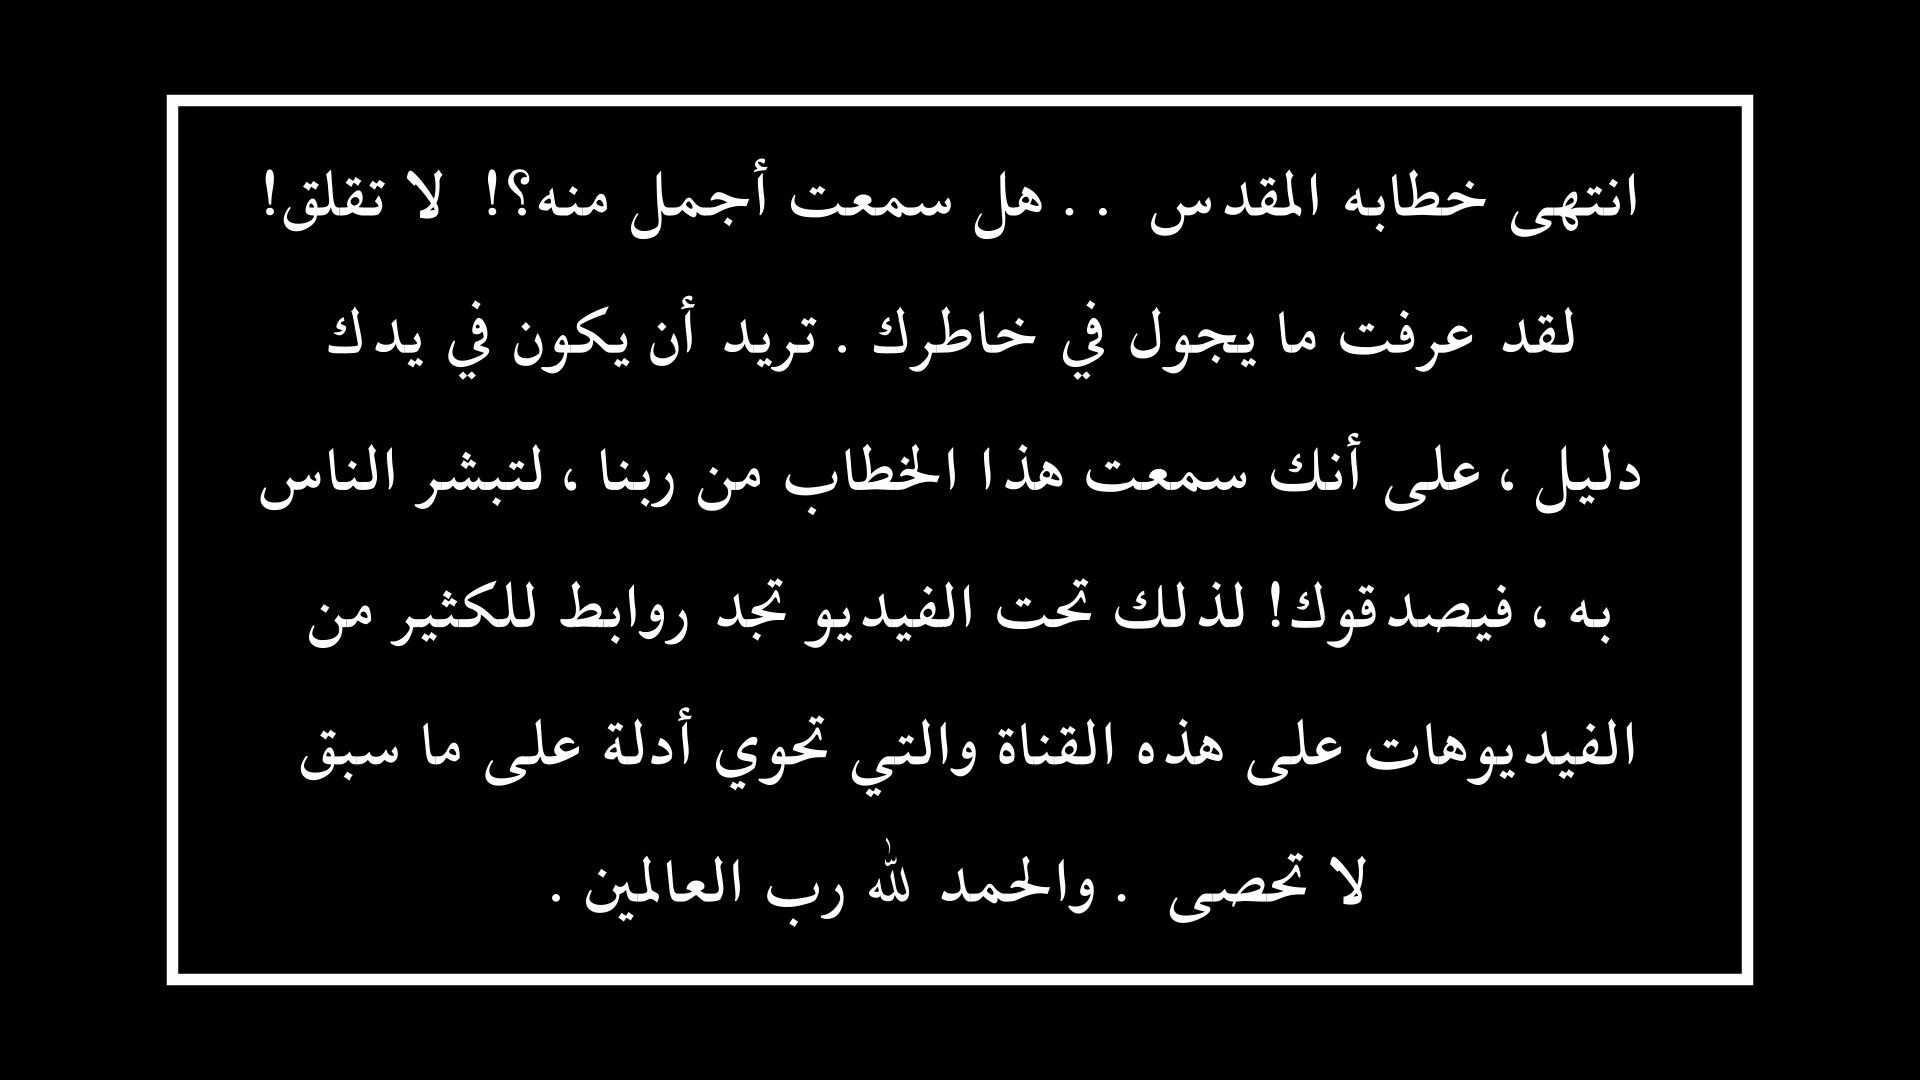 انتهى خطابه المقدس . . هل سمعت أجمل منه؟! لا تقلق!
لقد عرفت ما يجول في خاطرك . تريد أن يكون في يدك
دليل ، على أنك سمعت هذا الخطاب من ربنا ، لتبشر الناس
به ، فيصدقوك! لذلك تحت الفيديو تجد روابط للكثير من
الفيديوهات على هذه القناة والتي تحوي أدلة على ما سبق
لا تحصى . والحمد لله رب العالمين .